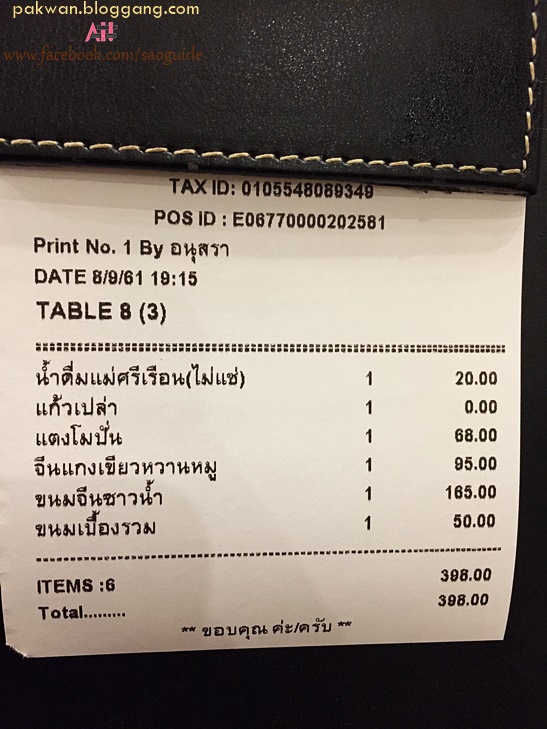 pakwan.bloggang.com
www.facebook.com/saoguide
TAX ID: 0105548089349
POS ID : E06770000202581
Print No. 1 By อนุสรา
DATE 8/9/61 19:15
TABLE 8 (3)
น้ำดื่มแม่ศรีเรือน(ไม่แช่) 1 20.00
แก้วเปล่า 1 0.00
แตงโมปั่น 1 68.00
จีนแกงเขียวหวานหมู 1 95.00
ขนมจีนซาวน้ำ 1 165.00
ขนมเบื้องรวม 1 50.00
ITEMS :6 398.00
Total......... 398.00
** ขอบคุณ ค่ะ/ครับ **